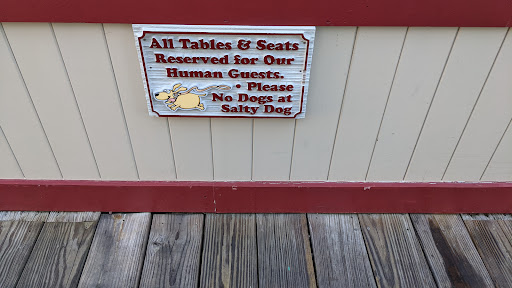 All Tables & Seats
Reserved for Our
Human Guests.
• Please
No Dogs at
Salty Dog